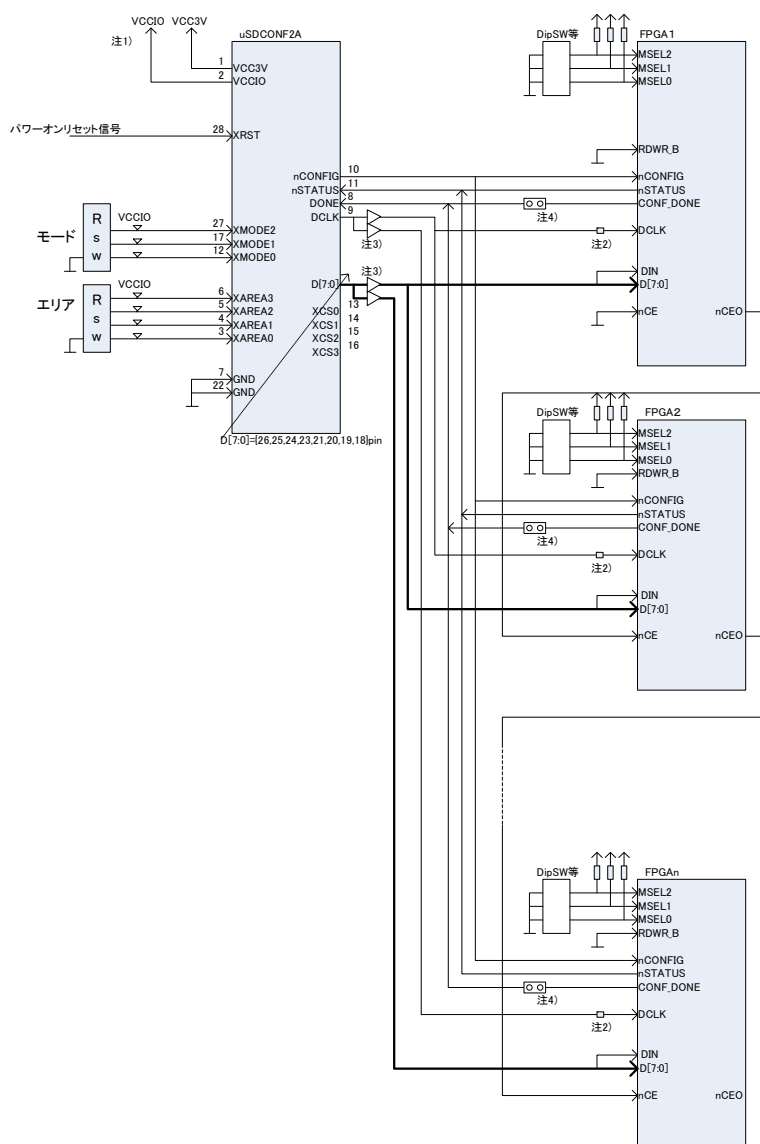 VCCIO VCC3V
注1)
uSDCONF2A
1 VCC3V
2 VCCIO
パワーオンリセット信号
28 XRST
nCONFIG 10
nSTATUS 11
DONE 8
DCLK 9
注3)
モード
R
s
w
VCCIO
27 XMODE2
17 XMODE1
12 XMODE0
エリア
R
s
w
VCCIO
6 XAREA3
5 XAREA2
4 XAREA1
3 XAREA0
D[7:0]
注3)
XCS0 13
XCS1 14
XCS2 15
XCS3 16
7 GND
22 GND
D[7:0]=[26,25,24,23,21,20,19,18]pin
DipSW等
FPGA1
MSEL2
MSEL1
MSEL0
RDWR_B
nCONFIG
nSTATUS
CONF_DONE
注4)
DCLK
注2)
DIN
D[7:0]
nCE nCEO
DipSW等
FPGA2
MSEL2
MSEL1
MSEL0
RDWR_B
nCONFIG
nSTATUS
CONF_DONE
注4)
DCLK
注2)
DIN
D[7:0]
nCE nCEO
DipSW等
FPGAn
MSEL2
MSEL1
MSEL0
RDWR_B
nCONFIG
nSTATUS
CONF_DONE
注4)
DCLK
注2)
DIN
D[7:0]
nCE nCEO